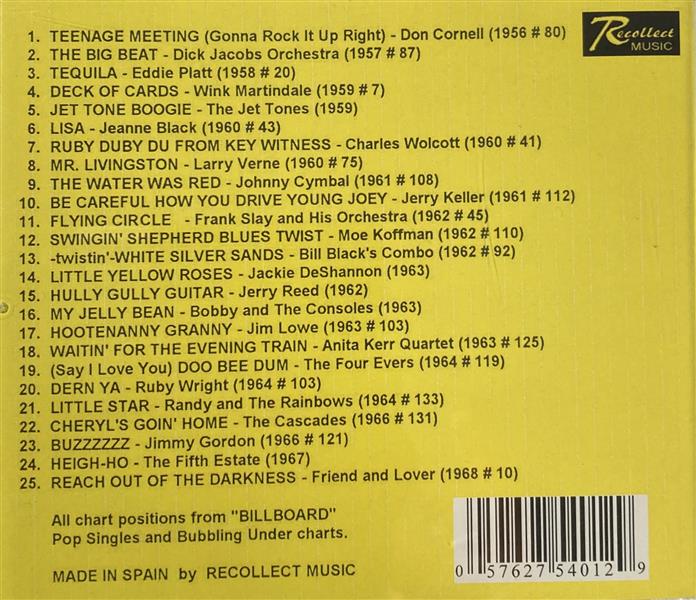 Recollect
MUSIC
1. TEENAGE MEETING (Gonna Rock It Up Right) - Don Cornell (1956 # 80)
2. THE BIG BEAT - Dick Jacobs Orchestra (1957 # 87)
3. TEQUILA - Eddie Platt (1958 # 20)
4. DECK OF CARDS - Wink Martindale (1959 # 7)
5. JET TONE BOOGIE - The Jet Tones (1959)
6. LISA - Jeanne Black (1960 # 43)
7. RUBY DUBY DU FROM KEY WITNESS - Charles Wolcott (1960 # 41)
8. MR. LIVINGSTON - Larry Verne (1960 # 75)
9. THE WATER WAS RED - Johnny Cymbal (1961 # 108)
10. BE CAREFUL HOW YOU DRIVE YOUNG JOEY - Jerry Keller (1961 # 112)
11. FLYING CIRCLE - Frank Slay and His Orchestra (1962 # 45)
12. SWINGIN' SHEPHERD BLUES TWIST - Moe Koffman (1962 # 110)
13. -twistin'-WHITE SILVER SANDS - Bill Black's Combo (1962 # 92)
14. LITTLE YELLOW ROSES - Jackie DeShannon (1963)
15. HULLY GULLY GUITAR - Jerry Reed (1962)
16. MY JELLY BEAN - Bobby and The Consoles (1963)
17. HOOTENANNY GRANNY - Jim Lowe (1963 # 103)
18. WAITIN' FOR THE EVENING TRAIN - Anita Kerr Quartet (1963 # 125)
19. (Say I Love You) DOO BEE DUM - The Four Evers (1964 # 119)
20. DERN YA - Ruby Wright (1964 # 103)
21. LITTLE STAR - Randy and The Rainbows (1964 # 133)
22. CHERYL'S GOIN' HOME - The Cascades (1966 # 131)
23. BUZZZZZZ - Jimmy Gordon (1966 # 121)
24. HEIGH-HO - The Fifth Estate (1967)
25. REACH OUT OF THE DARKNESS - Friend and Lover (1968 # 10)
All chart positions from "BILLBOARD"
Pop Singles and Bubbling Under charts.
MADE IN SPAIN by RECOLLECT MUSIC
0 57627 54012 9